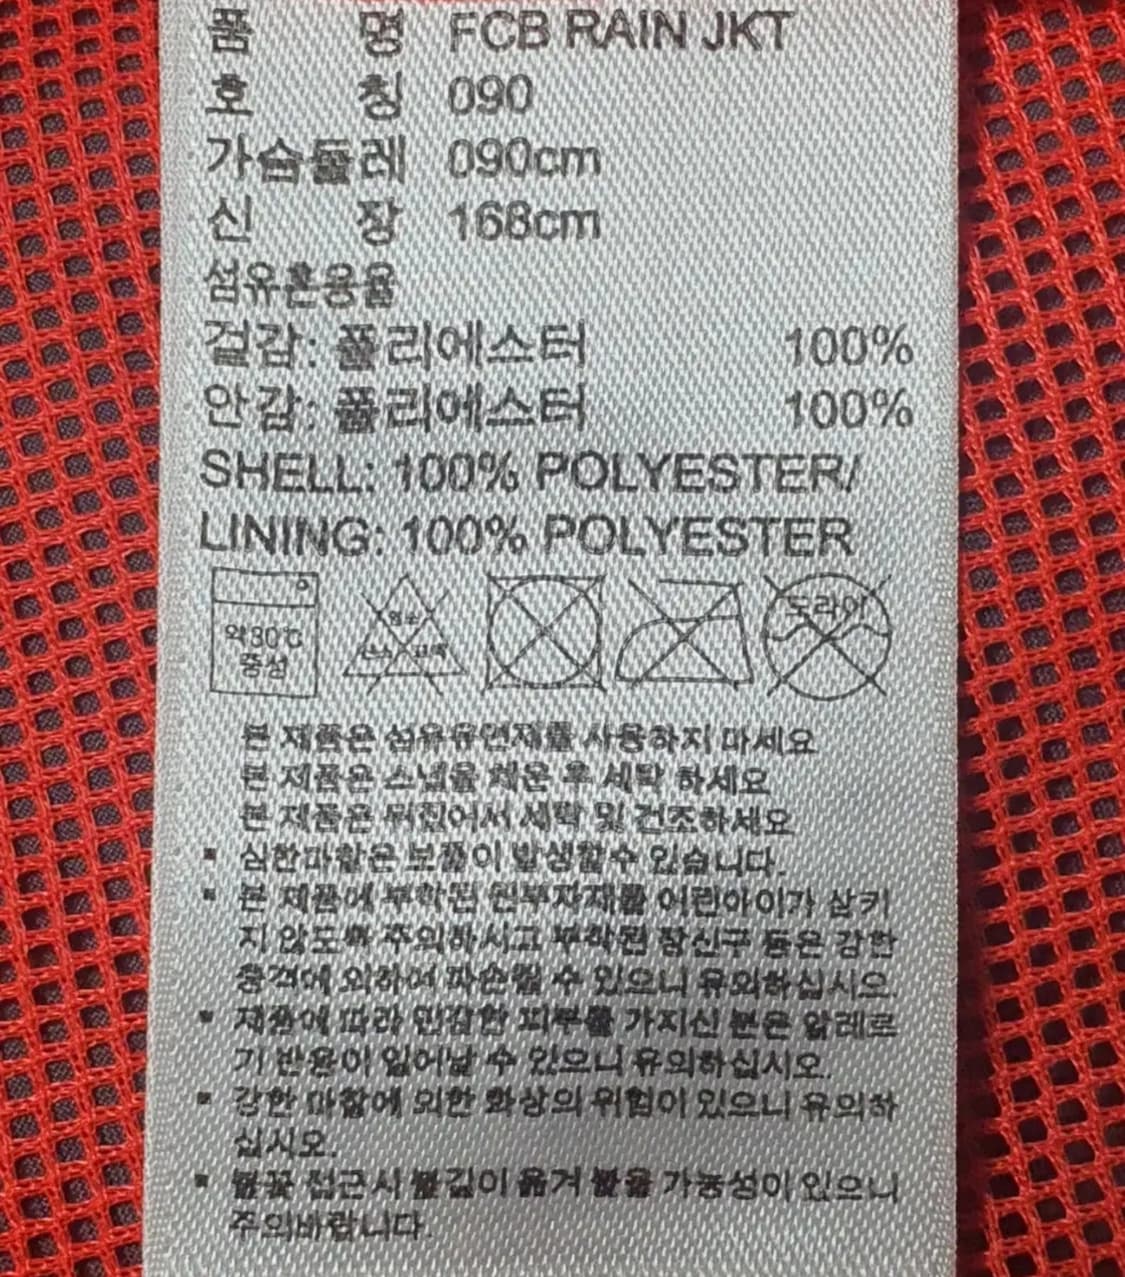 품 명 FCB RAIN JKT
호 칭 090
가슴둘레 090cm
신 장 168cm
섬유혼용율
겉감: 폴리에스터 100%
안감: 폴리에스터 100%
SHELL: 100% POLYESTER/
LINING: 100% POLYESTER
약30℃
중성
염소
산소 표백
드라이
본 제품은 섬유유연제를 사용하지 마세요
본 제품은 스냅을 채운 후 세탁 하세요
본 제품은 뒤집어서 세탁 및 건조하세요
▪ 심한마찰은 보풀이 발생할수 있습니다.
▪ 본 제품에 부착된 원부자재를 어린아이가 삼키
지 않도록 주의하시고 부착된 장신구 등은 강한
충격에 의하여 파손될 수 있으니 유의하십시오.
▪ 제품에 따라 민감한 피부를 가지신 분은 알레르
기 반응이 일어날 수 있으니 유의하십시오.
▪ 강한 마찰에 의한 화상의 위험이 있으니 유의하
십시오.
▪ 불꽃 접근시 불길이 옮겨 붙을 가능성이 있으니
주의바랍니다.